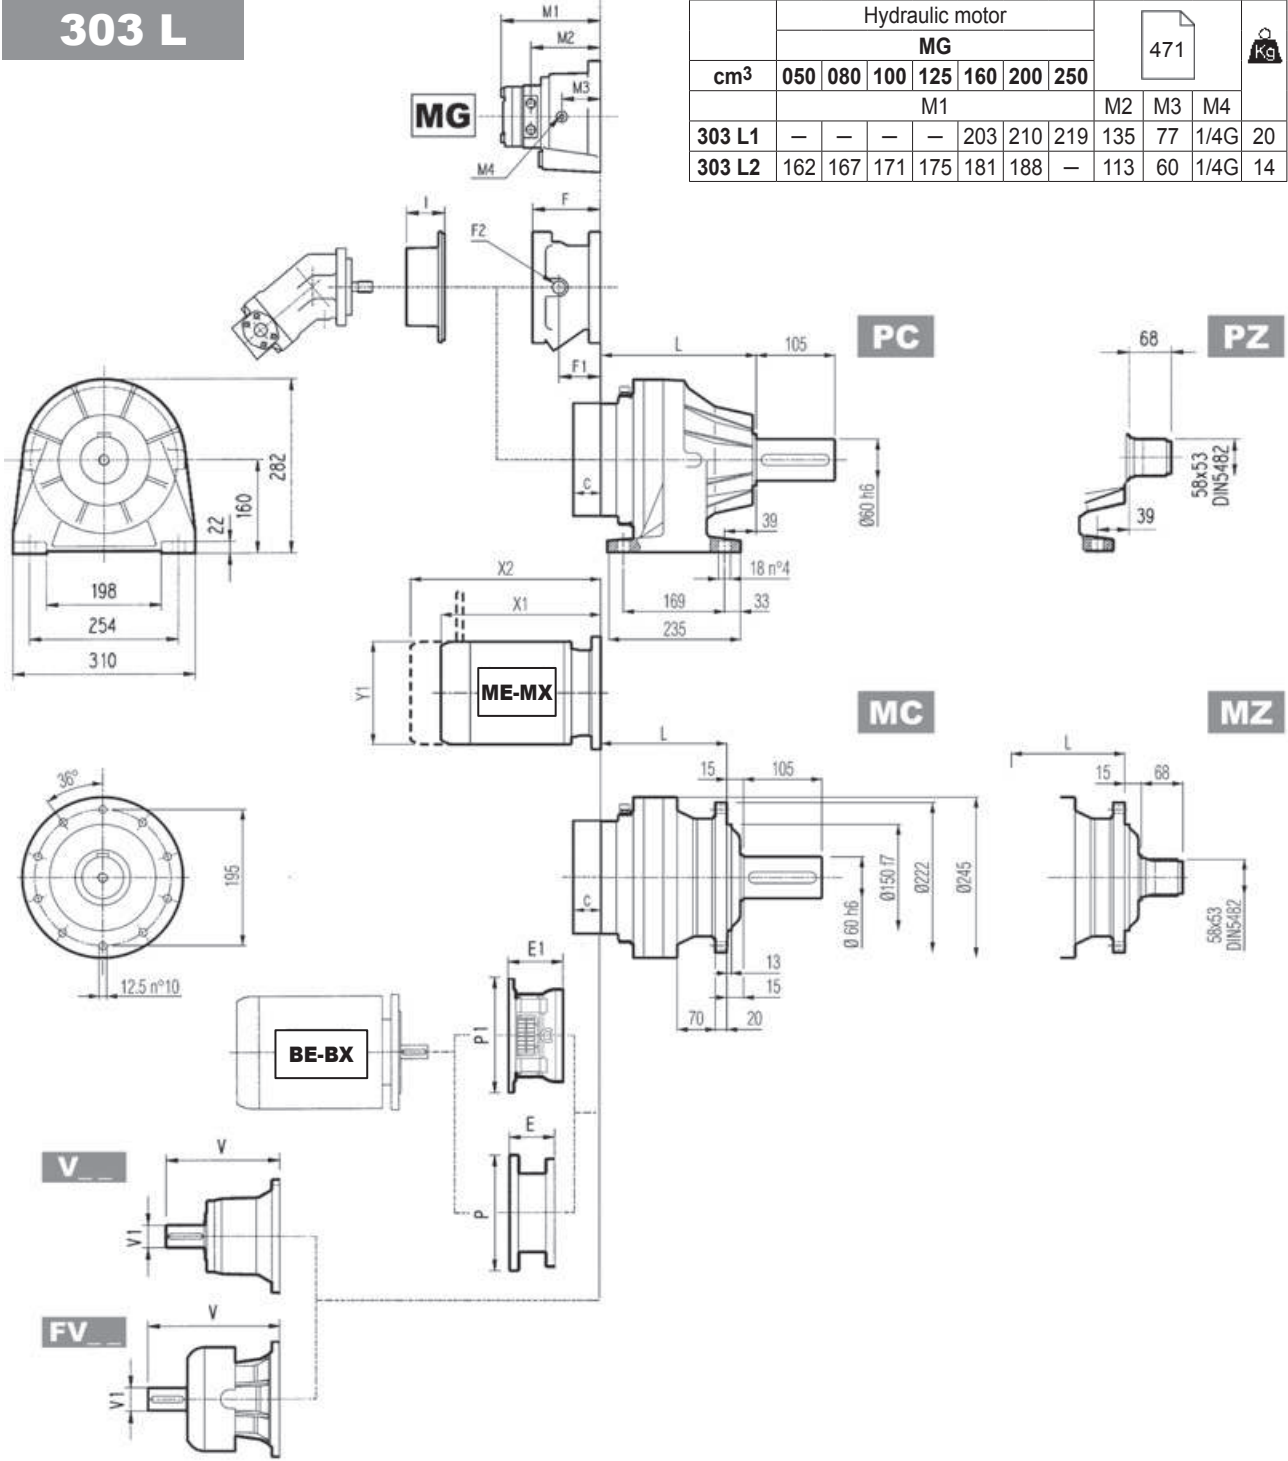 303 L
Hydraulic motor
MG
471
Kg
cm3 050 080 100 125 160 200 250
M1 M2 M3 M4
303 L1 – – – – 203 210 219 135 77 1/4G 20
303 L2 162 167 171 175 181 188 – 113 60 1/4G 14
M1
M2
M3
MG
M4
I
F
F2
F1
PC
PZ
L
105
68
282
160
22
C
Ø60 h6
39
58x53
DIN5482
39
198
254
310
18 n°4
169
33
235
X2
X1
Y1
ME-MX
MC
MZ
L
15
105
L
15
68
36°
195
C
Ø 60 h6
Ø150 f7
Ø222
Ø245
58x53
DIN5482
12.5 n°10
13
15
70
20
E1
P1
BE-BX
E
P
V_ _
V
V1
FV_ _
V
V1